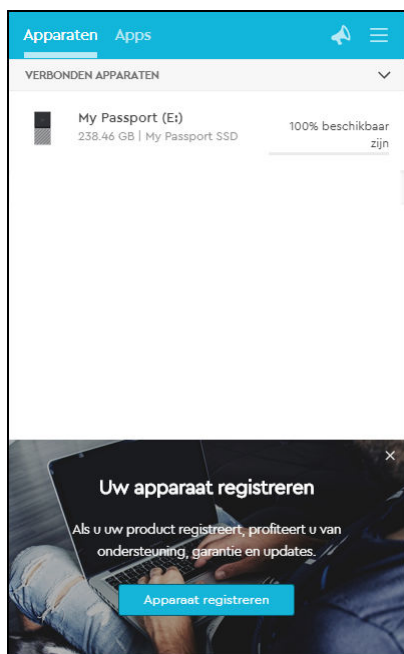 Apparaten Apps
VERBONDEN APPARATEN
My Passport (E:)
238.46 GB | My Passport SSD
100% beschikbaar
zijn
Uw apparaat registreren
Als u uw product registreert, profiteert u van
ondersteuning, garantie en updates.
Apparaat registreren